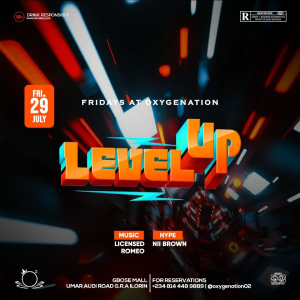 18+
DRINK RESPONSIBLY
R
FRIDAYS AT OXYGENATION
FRI.
29
JULY
LEVEL UP
MUSIC
LICENSED
ROMEO
HYPE
NII BROWN
GBOSE MALL
UMAR AUDI ROAD G.R.A ILORIN
FOR RESERVATIONS
+234 814 448 9889 | @oxygenation02